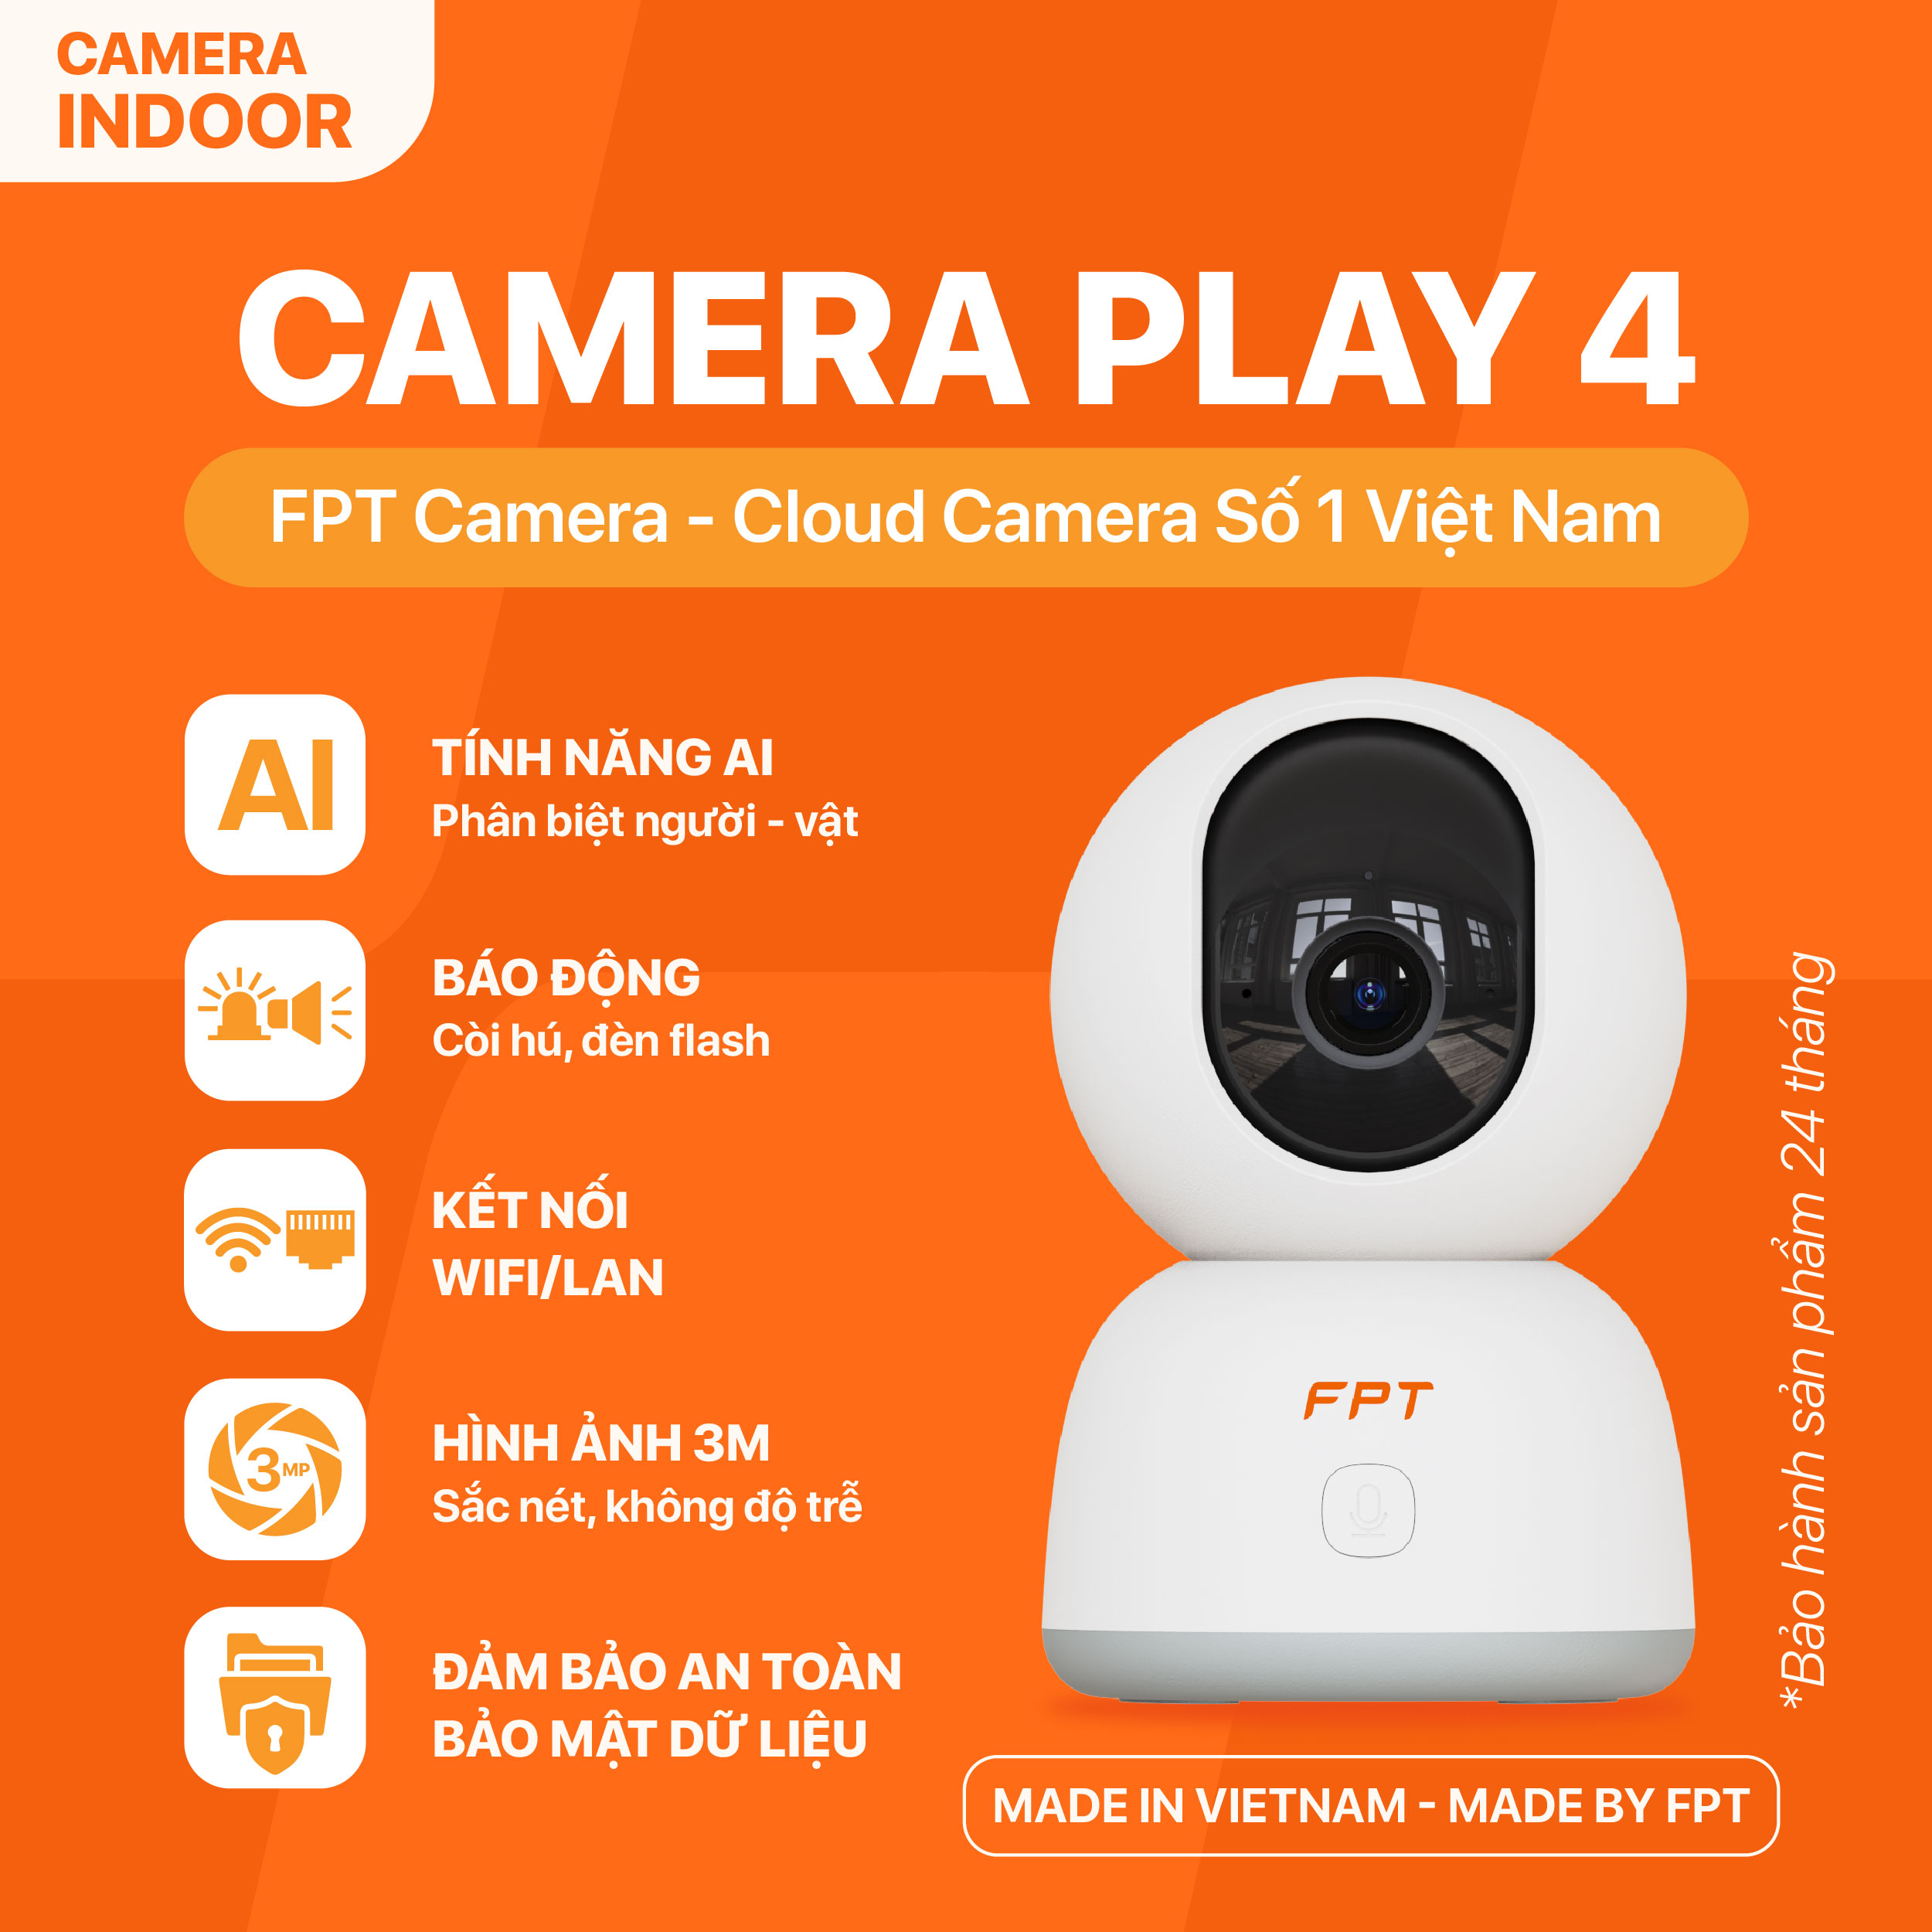 CAMERA
INDOOR
CAMERA PLAY 4
FPT Camera - Cloud Camera Số 1 Việt Nam
AI
TÍNH NĂNG AI
Phân biệt người - vật
BÁO ĐỘNG
Còi hú, đèn flash
KẾT NỐI
WIFI/LAN
3MP
HÌNH ẢNH 3M
Sắc nét, không độ trễ
ĐẢM BẢO AN TOÀN
BẢO MẬT DỮ LIỆU
FPT
*Bảo hành sản phẩm 24 tháng
MADE IN VIETNAM - MADE BY FPT